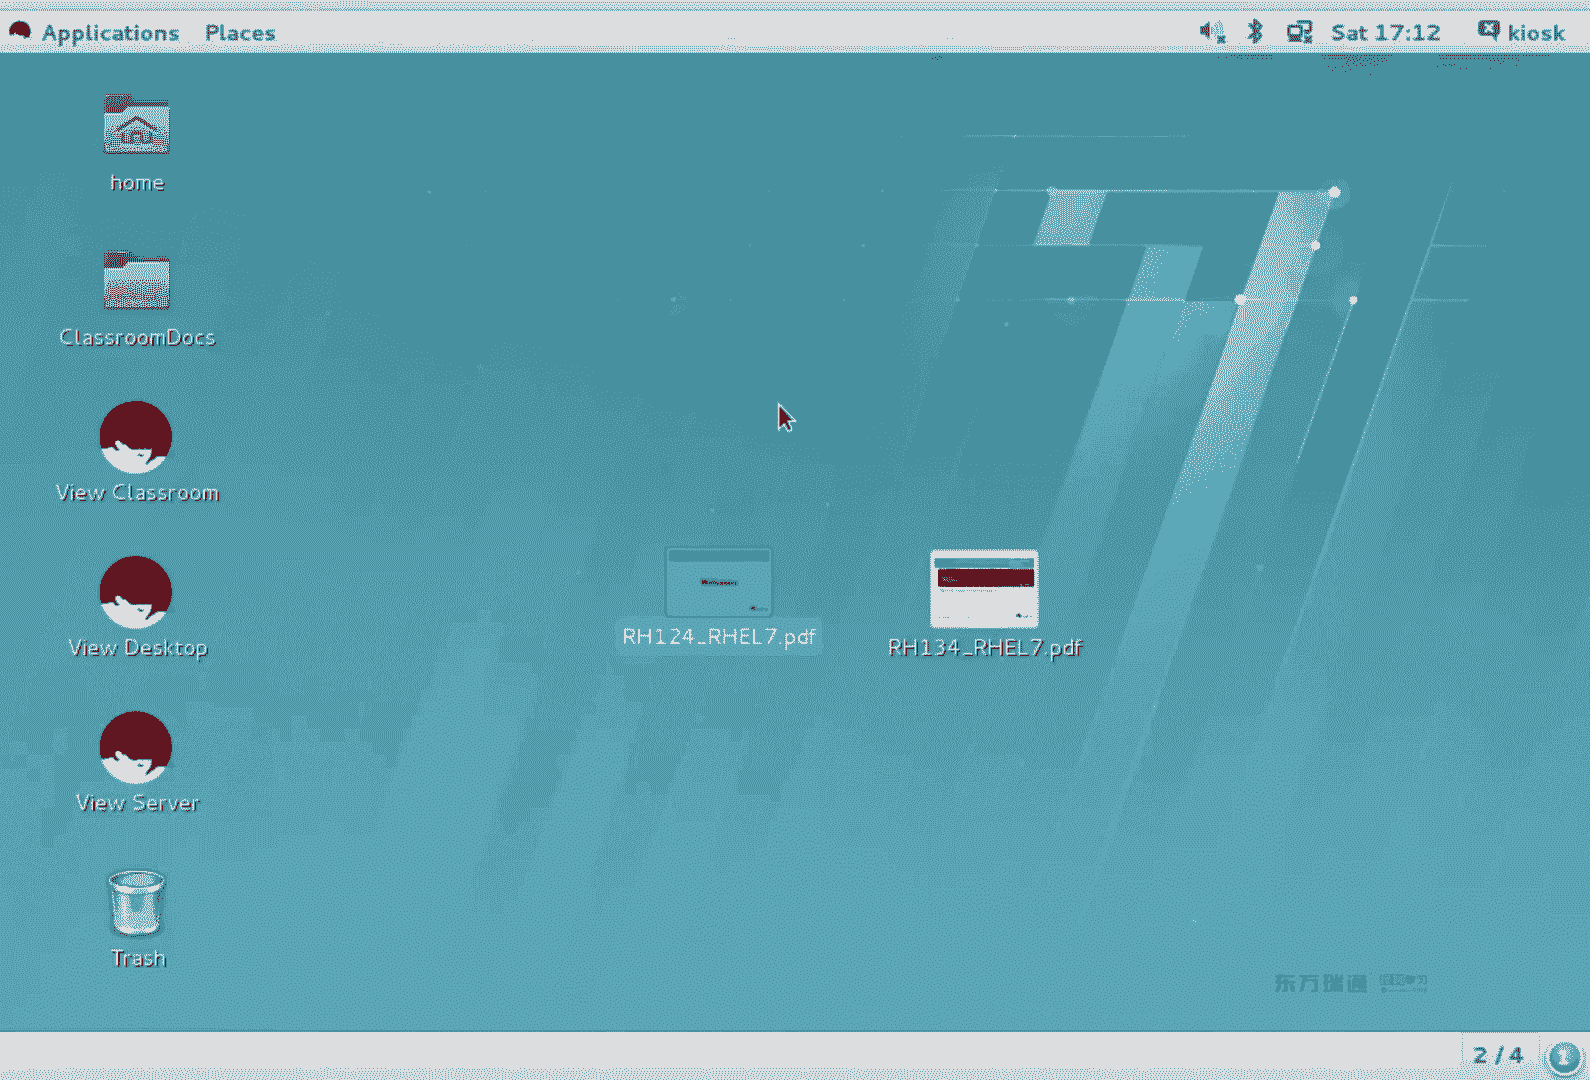 Applications Places Sat 17:12 kiosk
home
ClassroomDocs
View Classroom
View Desktop
RH124_RHEL7.pdf RH134_RHEL7.pdf
View Server
Trash
东方瑞通
2 / 4 1